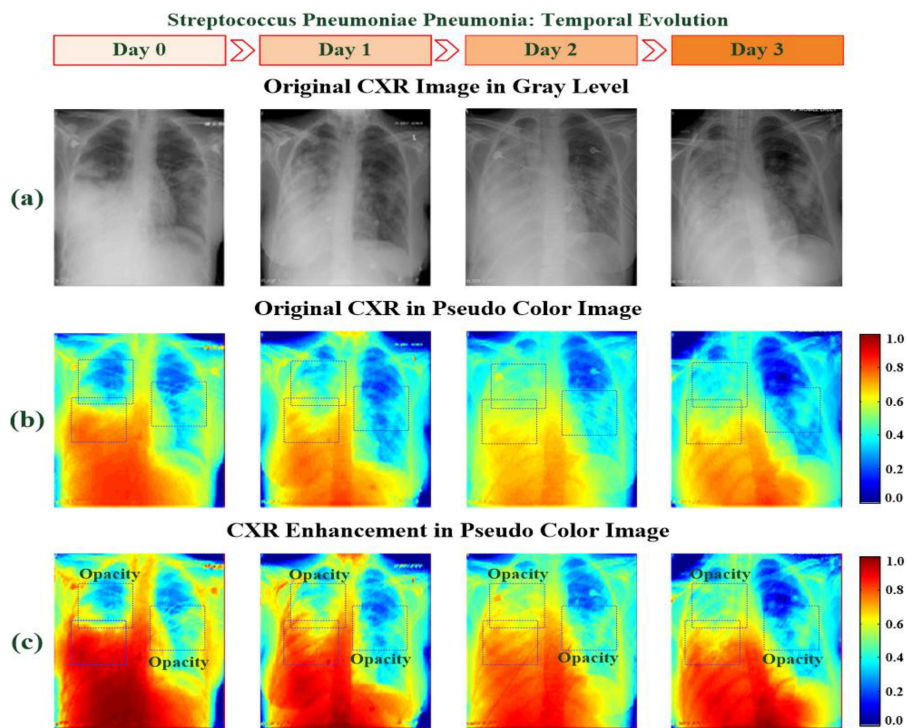 Streptococcus Pneumoniae Pneumonia: Temporal Evolution
Day 0 Day 1 Day 2 Day 3
Original CXR Image in Gray Level
(a)
Original CXR in Pseudo Color Image
(b)
1.0
0.8
0.6
0.4
0.2
0.0
CXR Enhancement in Pseudo Color Image
(c)
Opacity Opacity Opacity Opacity
Opacity Opacity Opacity Opacity
1.0
0.8
0.6
0.4
0.2
0.0